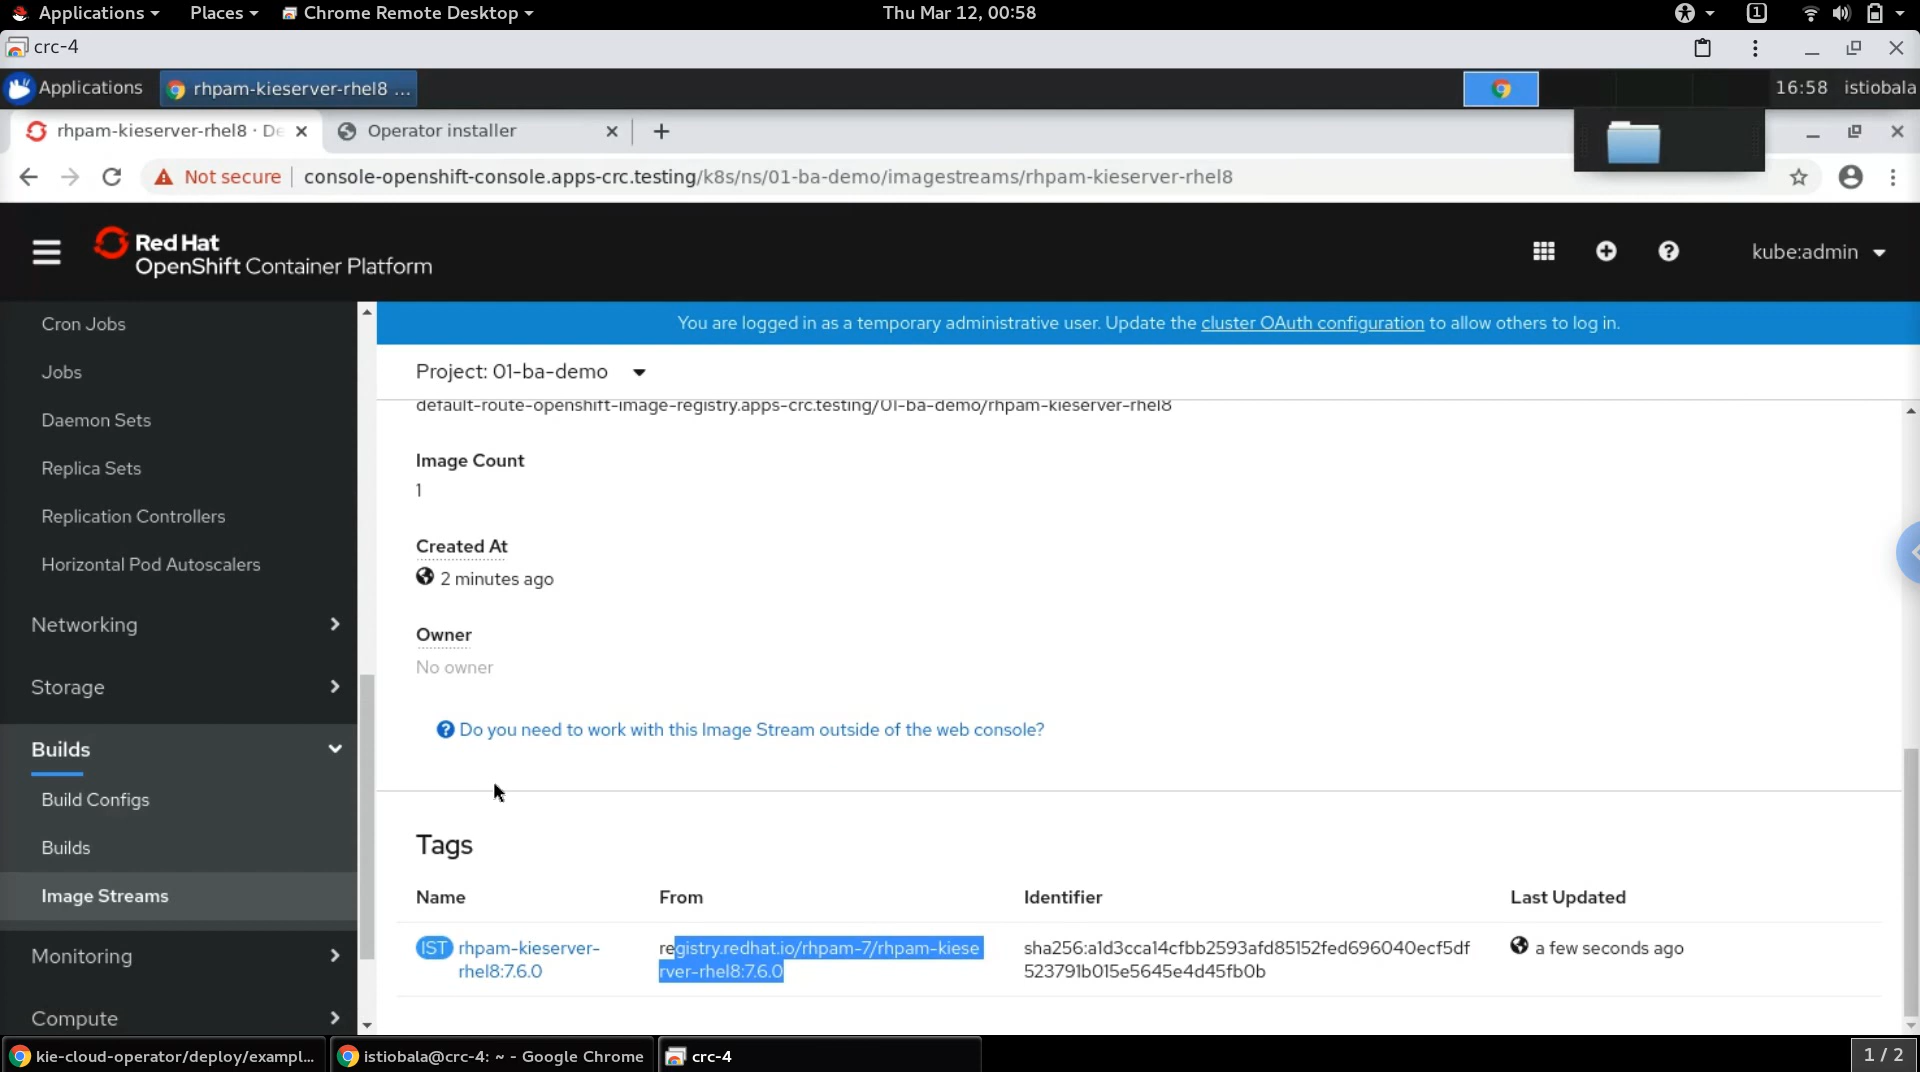 Applications Places Chrome Remote Desktop Thu Mar 12, 00:58 1
crc-4
Applications rhpam-kieserver-rhel8 ... 16:58 istiobala
rhpam-kieserver-rhel8 · De Operator installer
Not secure console-openshift-console.apps-crc.testing/k8s/ns/01-ba-demo/imagestreams/rhpam-kieserver-rhel8
Red Hat
OpenShift Container Platform
kube:admin
You are logged in as a temporary administrative user. Update the cluster OAuth configuration to allow others to log in.
Cron Jobs
Jobs
Daemon Sets
Replica Sets
Replication Controllers
Horizontal Pod Autoscalers
Networking
Storage
Builds
Build Configs
Builds
Image Streams
Monitoring
Compute
Project: 01-ba-demo
default-route-openshift-image-registry.apps-crc.testing/01-ba-demo/rhpam-kieserver-rhel8
Image Count
1
Created At
2 minutes ago
Owner
No owner
Do you need to work with this Image Stream outside of the web console?
Tags
Name From Identifier Last Updated
IST rhpam-kieserver- registry.redhat.io/rhpam-7/rhpam-kiese sha256:a1d3cca14cfbb2593afd85152fed696040ecf5df a few seconds ago
rhel8:7.6.0 rver-rhel8:7.6.0 523791b015e5645e4d45fb0b
kie-cloud-operator/deploy/exampl... istiobala@crc-4: ~ - Google Chrome crc-4 1 / 2